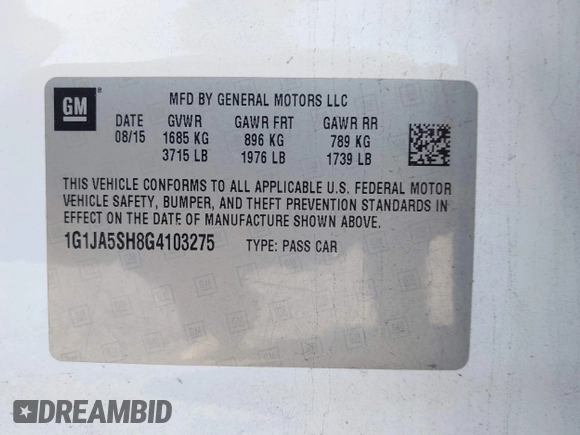 GM ®
MFD BY GENERAL MOTORS LLC
DATE GVWR GAWR FRT GAWR RR
08/15 1685 KG 896 KG 789 KG
3715 LB 1976 LB 1739 LB
THIS VEHICLE CONFORMS TO ALL APPLICABLE U.S. FEDERAL MOTOR
VEHICLE SAFETY, BUMPER, AND THEFT PREVENTION STANDARDS IN
EFFECT ON THE DATE OF MANUFACTURE SHOWN ABOVE.
1G1JA5SH8G4103275 TYPE: PASS CAR
DREAMBID